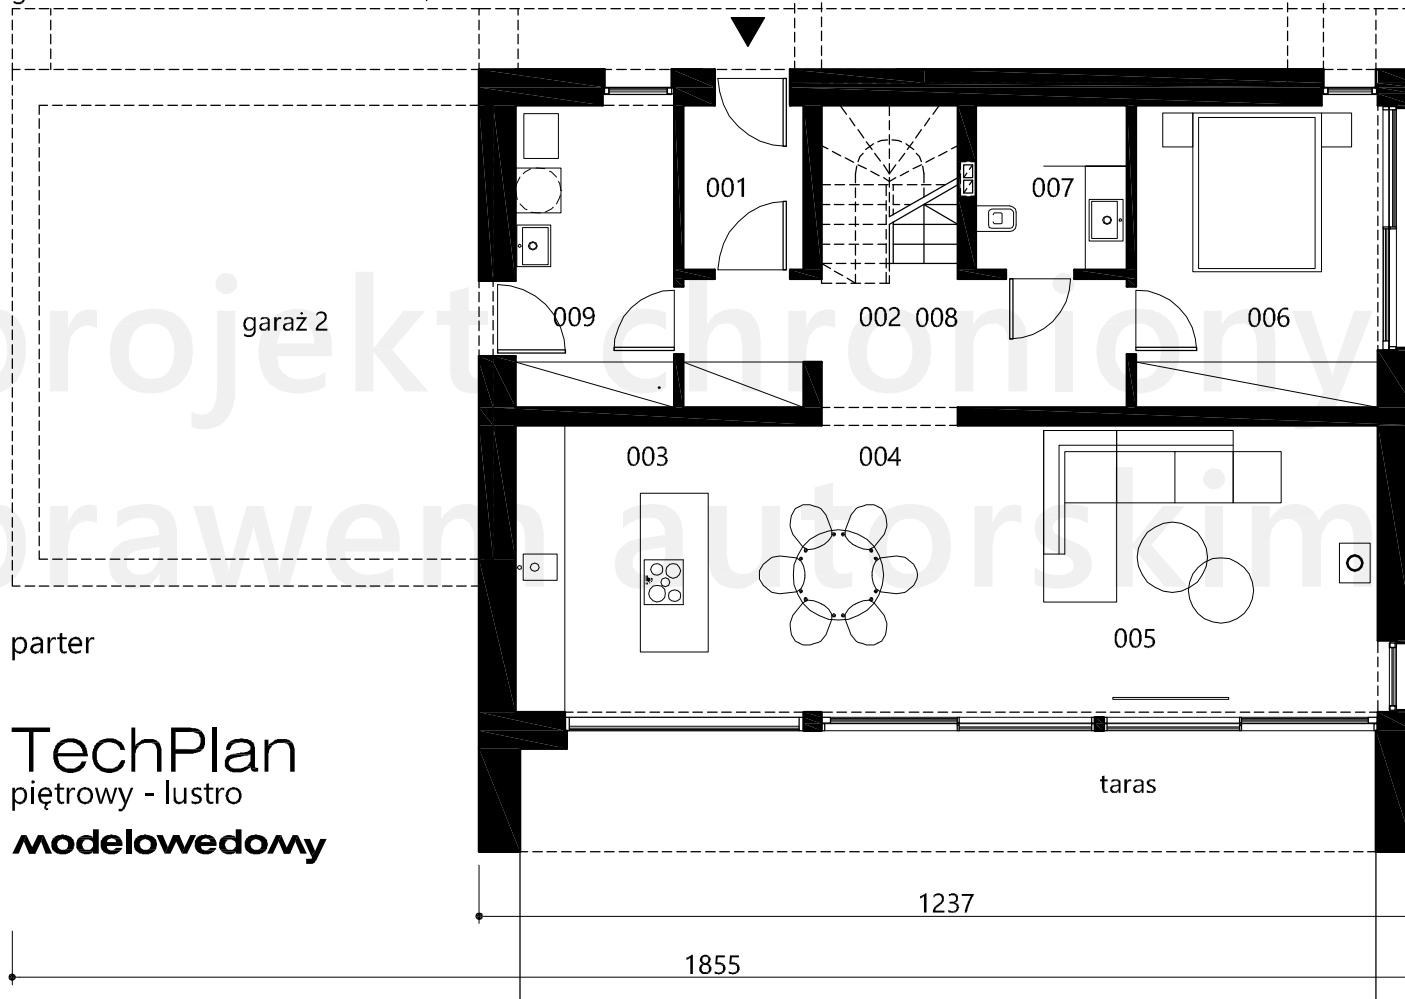 001
007
garaż 2
009
002 008
006
projekt chroniony
003
004
prawem autorskim
005
parter
TechPlan
piętrowy - lustro
modelowedomy
taras
1237
1855